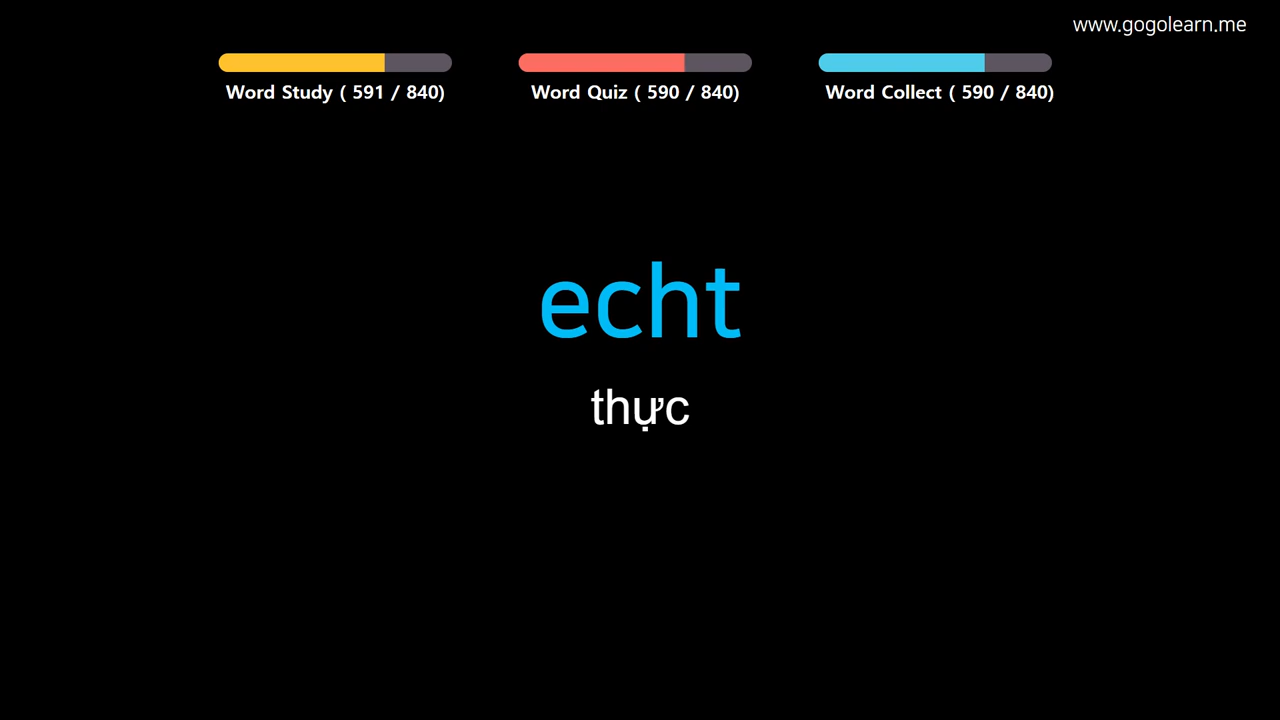 www.gogolearn.me
Word Study ( 591 / 840)
Word Quiz ( 590 / 840)
Word Collect ( 590 / 840)
echt
thực